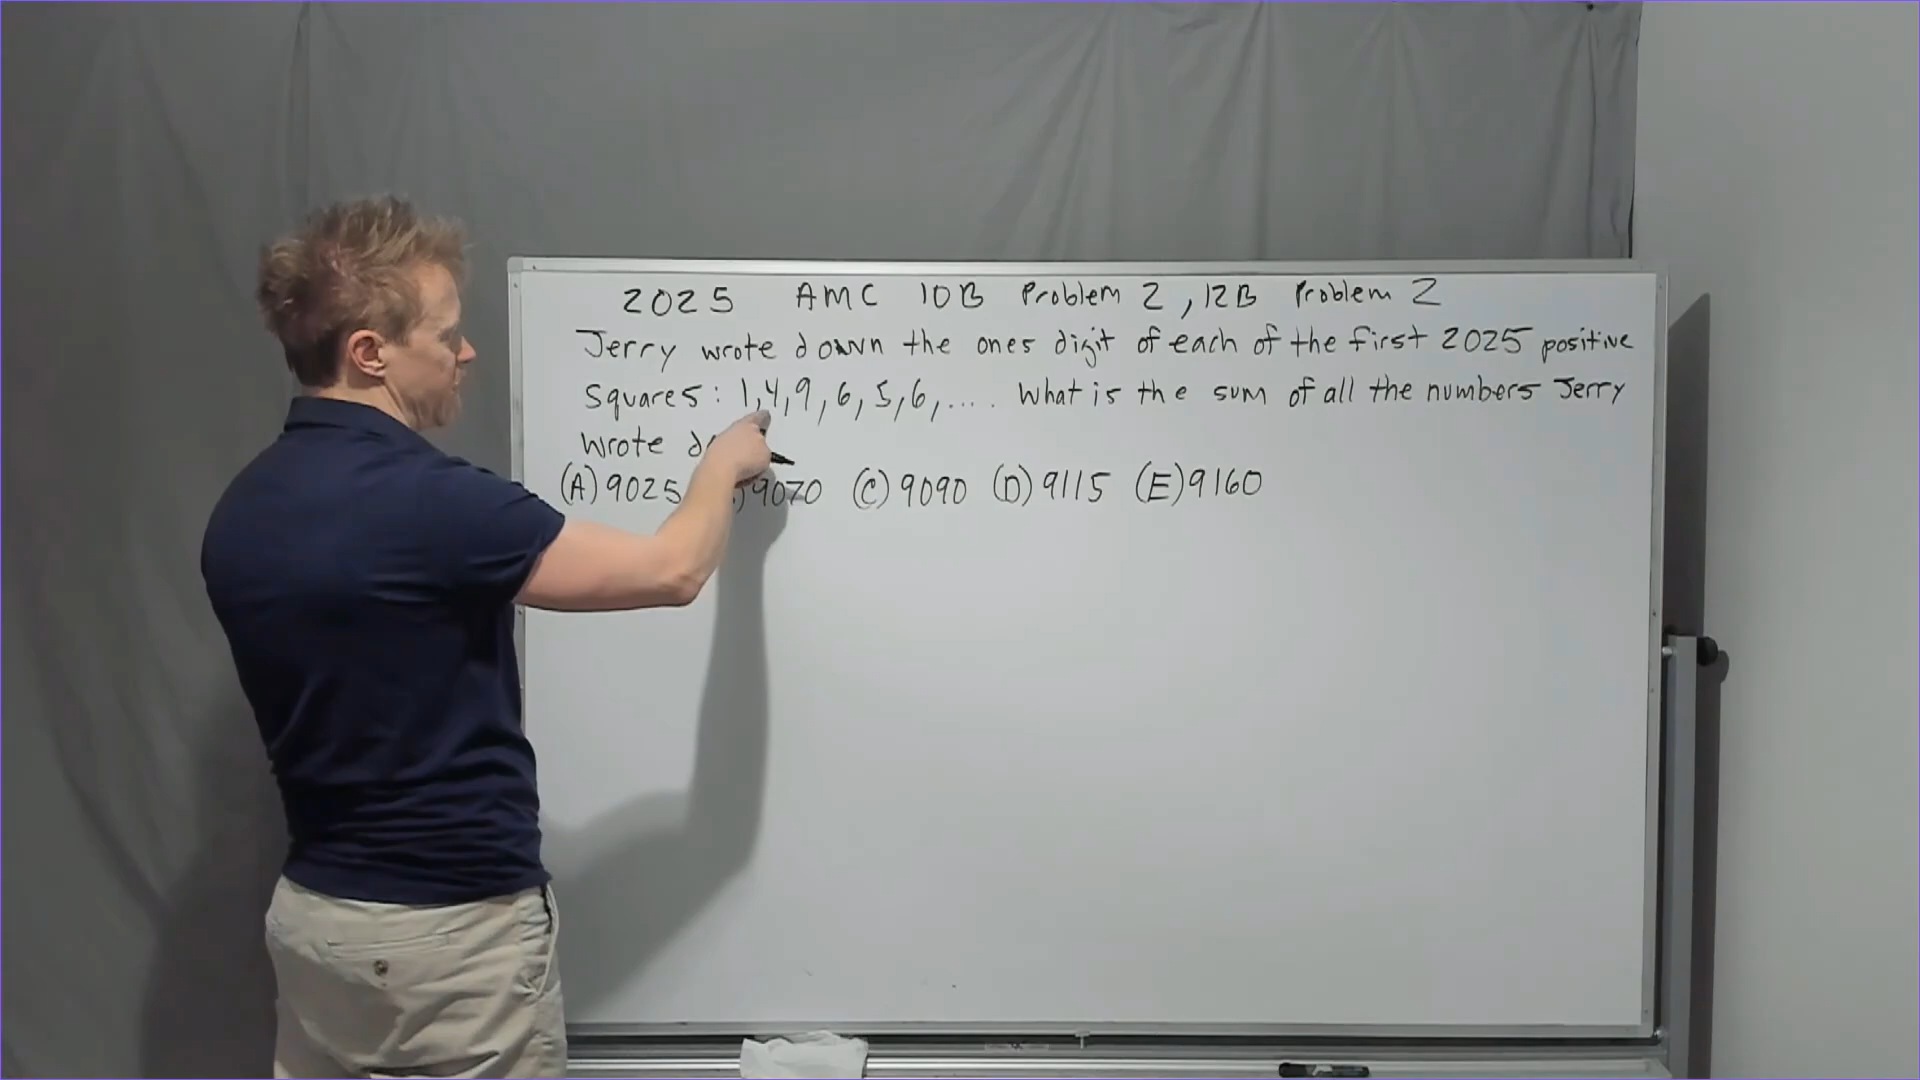 2025 AMC 10B Problem 2, 12B Problem 2
Jerry wrote down the ones digit of each of the first 2025 positive
squares: 1,4,9,6,5,6,.... What is the sum of all the numbers Jerry
wrote
(A) 9025 9070 (C) 9090 (D) 9115 (E) 9160